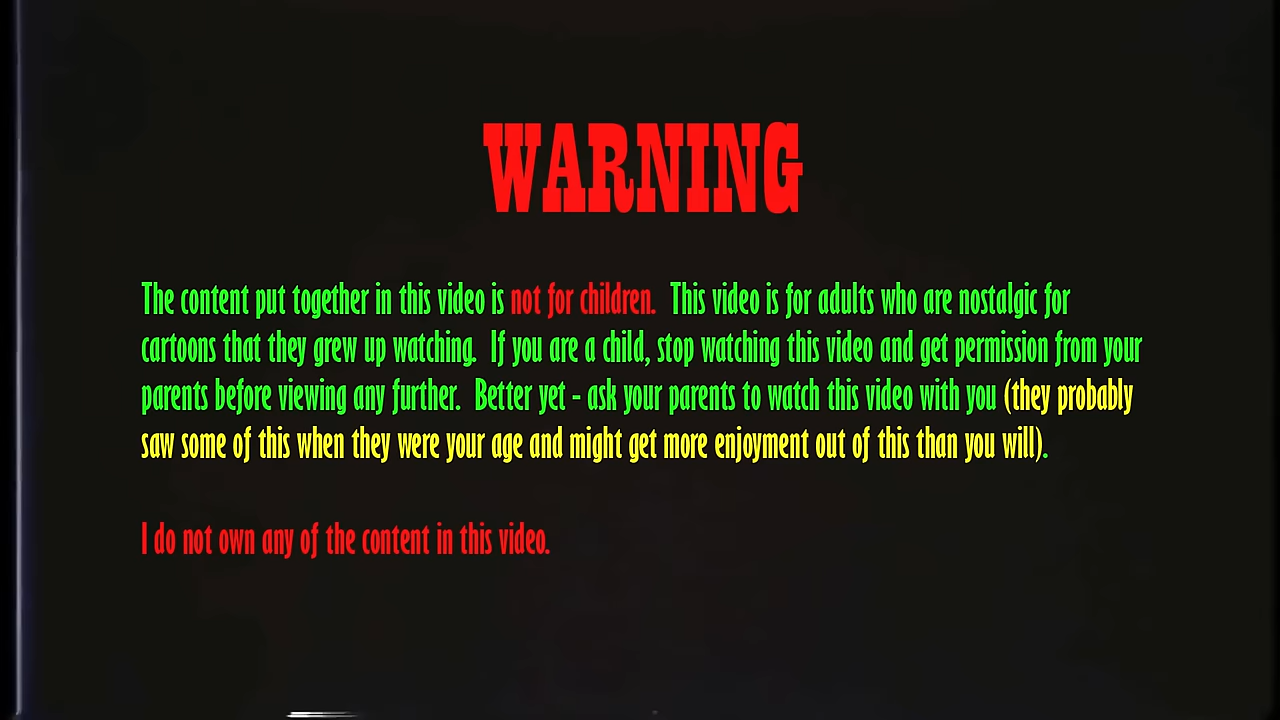 WARNING
The content put together in this video is not for children.  This video is for adults who are nostalgic for
cartoons that they grew up watching.  If you are a child, stop watching this video and get permission from your
parents before viewing any further.  Better yet - ask your parents to watch this video with you (they probably
saw some of this when they were your age and might get more enjoyment out of this than you will).
I do not own any of the content in this video.